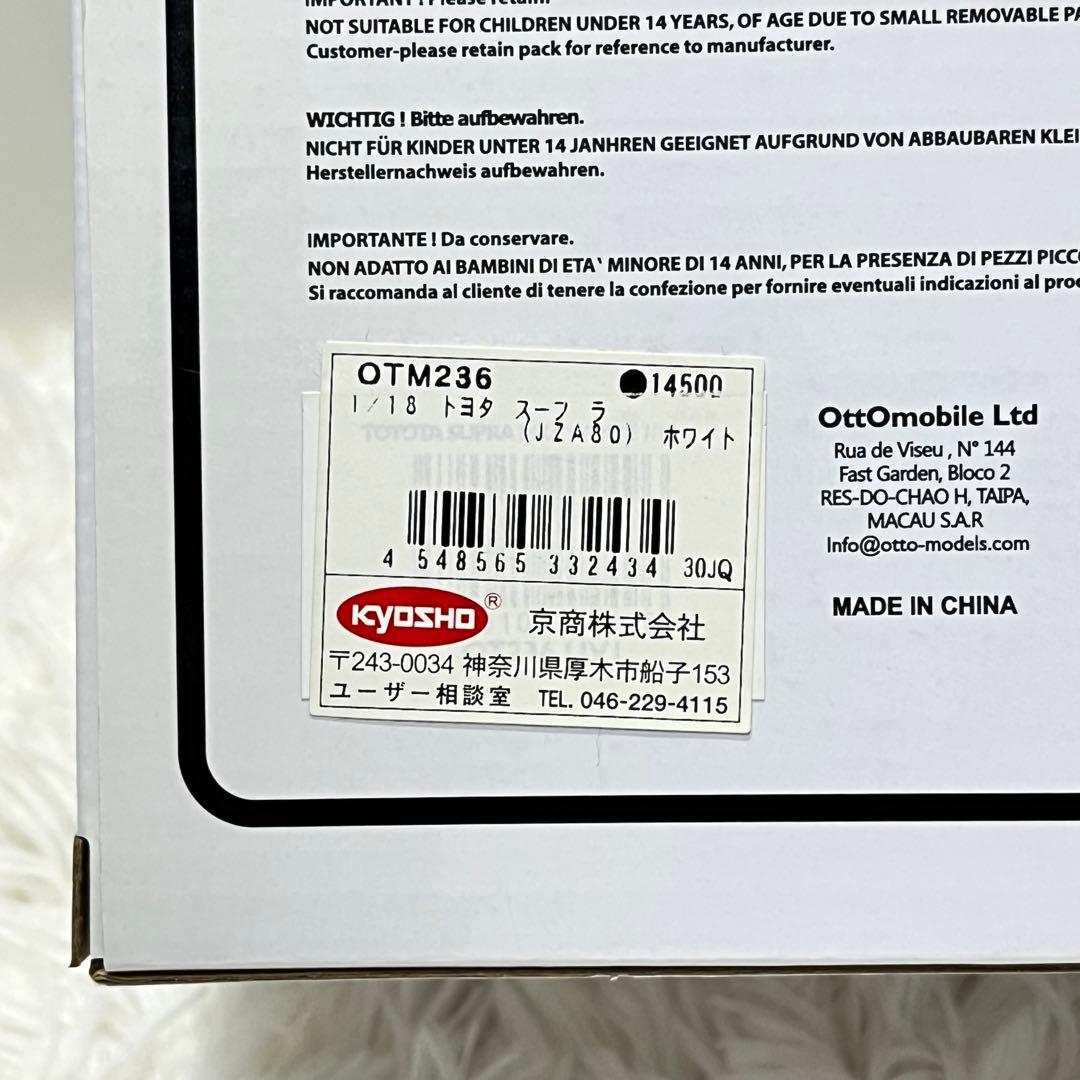 IMPORTANT ! Please retain.
NOT SUITABLE FOR CHILDREN UNDER 14 YEARS, OF AGE DUE TO SMALL REMOVABLE
Customer-please retain pack for reference to manufacturer.
WICHTIG ! Bitte aufbewahren.
NICHT FÜR KINDER UNTER 14 JANHREN GEEIGNET AUFGRUND VON ABBAUBAREN
Herstellernachweis aufbewahren.
IMPORTANTE ! Da conservare.
NON ADATTO AI BAMBINI DI ETA` MINORE DI 14 ANNI, PER LA PRESENZA DI PEZZI
Si raccomanda al cliente di tenere la confezione per fornire eventuali indicazioni al
OTM236 ●14500
1/18 トヨタ スープラ
(JZA80) ホワイト
TOYOTA SUPRA
4 548565 332434 30JQ
KYOSHO ® 京商株式会社
〒243-0034 神奈川県厚木市船子153
ユーザー相談室 TEL. 046-229-4115
OttOmobile Ltd
Rua de Viseu , N° 144
Fast Garden, Bloco 2
RES-DO-CHAO H, TAIPA,
MACAU S.A.R
Info@otto-models.com
MADE IN CHINA